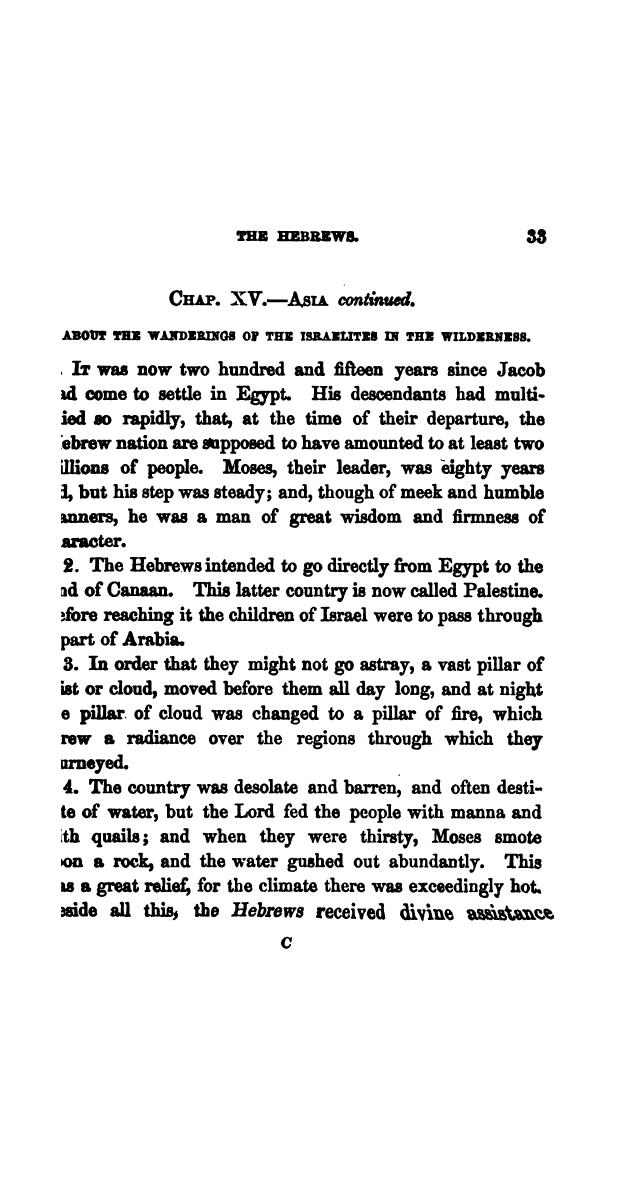 THE HEBREWS. 33
CHAP. XV.—ASIA continued.
ABOUT THE WANDERINGS OF THE ISRAELITES IN THE WILDERNESS.
. IT was now two hundred and fifteen years since Jacob
ad come to settle in Egypt. His descendants had multi-
ied so rapidly, that, at the time of their departure, the
ebrew nation are supposed to have amounted to at least two
illions of people. Moses, their leader, was eighty years
d, but his step was steady; and, though of meek and humble
anners, he was a man of great wisdom and firmness of
aracter.
2. The Hebrews intended to go directly from Egypt to the
nd of Canaan. This latter country is now called Palestine.
efore reaching it the children of Israel were to pass through
part of Arabia.
3. In order that they might not go astray, a vast pillar of
ist or cloud, moved before them all day long, and at night
e pillar of cloud was changed to a pillar of fire, which
rew a radiance over the regions through which they
urneyed.
4. The country was desolate and barren, and often desti-
te of water, but the Lord fed the people with manna and
ith quails; and when they were thirsty, Moses smote
on a rock, and the water gushed out abundantly. This
as a great relief, for the climate there was exceedingly hot.
eside all this, the Hebrews received divine assistance
C